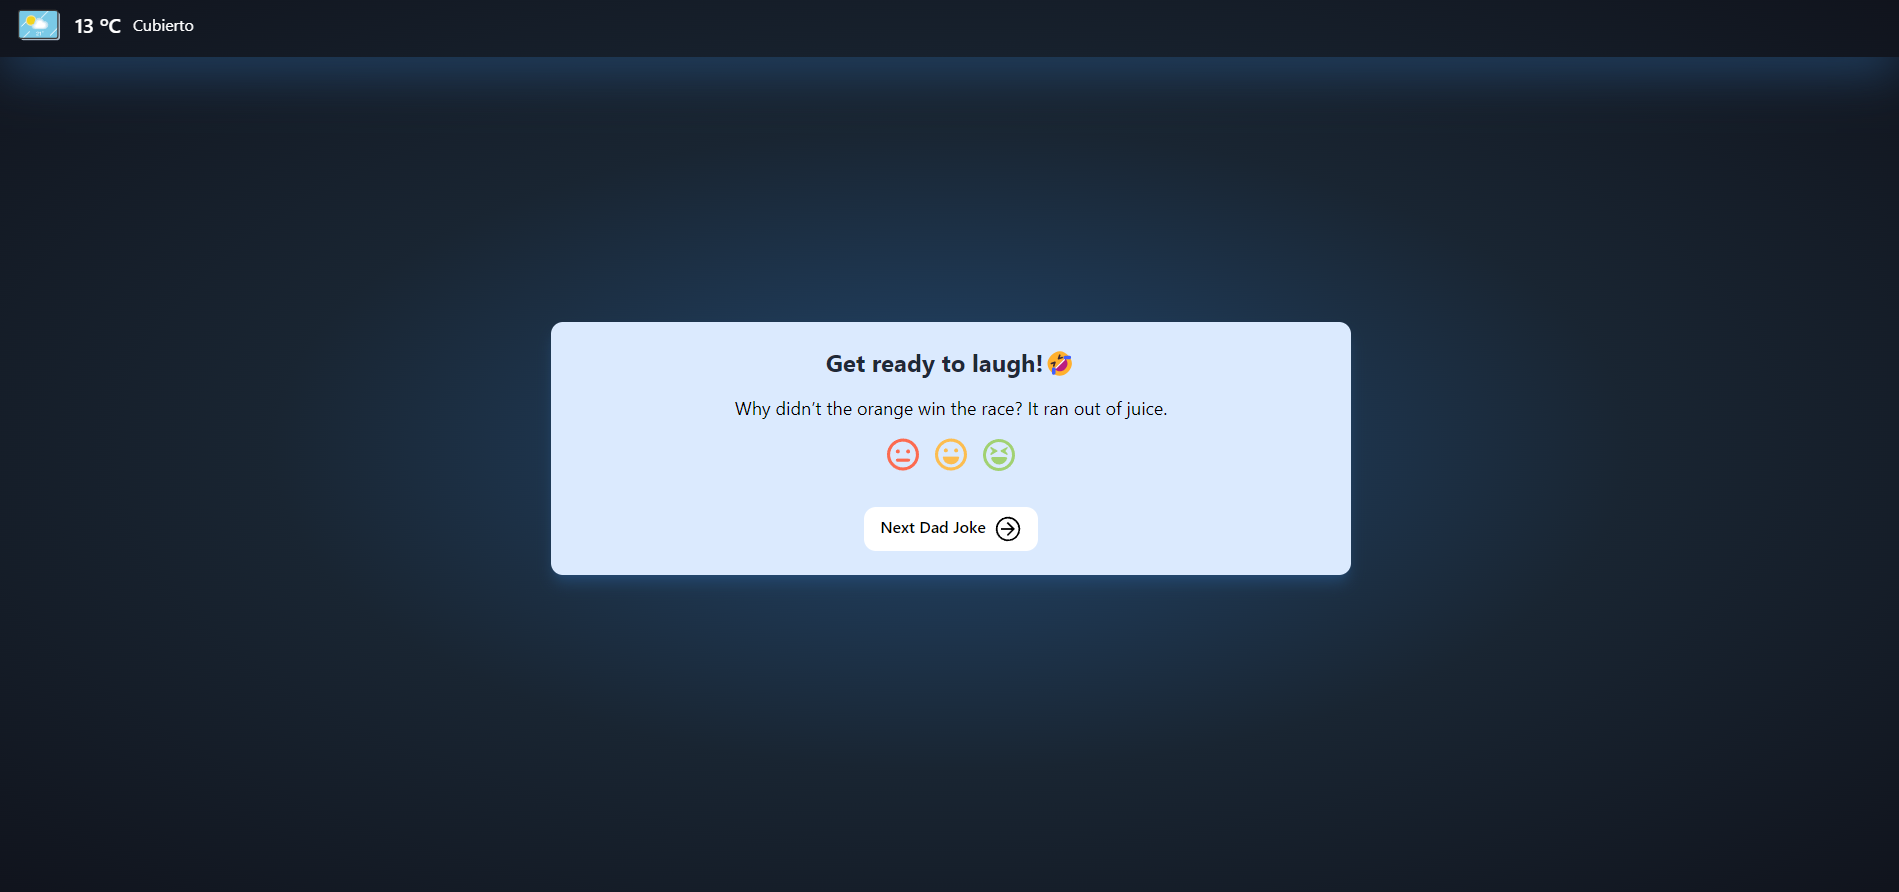 13 ºC Cubierto
Get ready to laugh!🤣
Why didn’t the orange win the race? It ran out of juice.
Next Dad Joke